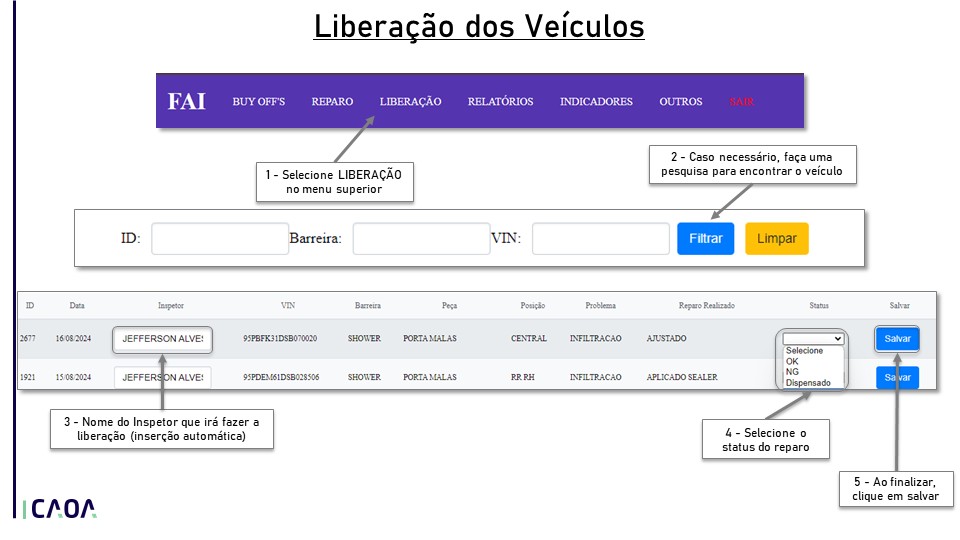 Liberação dos Veículos
FAI BUY OFF'S REPARO LIBERAÇÃO RELATÓRIOS INDICADORES OUTROS SAIR
1 - Selecione LIBERAÇÃO
no menu superior
2 - Caso necessário, faça uma
pesquisa para encontrar o veículo
ID: Barreira: VIN: Filtrar Limpar
ID Data Inspetor VIN Barreira Peça Posição Problema Reparo Realizado Status Salvar
2677 16/08/2024 JEFFERSON ALVES 95PBFK31DSB070020 SHOWER PORTA MALAS CENTRAL INFILTRACAO AJUSTADO Salvar
Selecione
OK
NG
Dispensado
1921 15/08/2024 JEFFERSON ALVES 95PDEM61DSB028506 SHOWER PORTA MALAS RR RH INFILTRACAO APLICADO SEALER Salvar
3 - Nome do Inspetor que irá fazer a
liberação (inserção automática)
4 - Selecione o
status do reparo
5 - Ao finalizar,
clique em salvar
CAOA